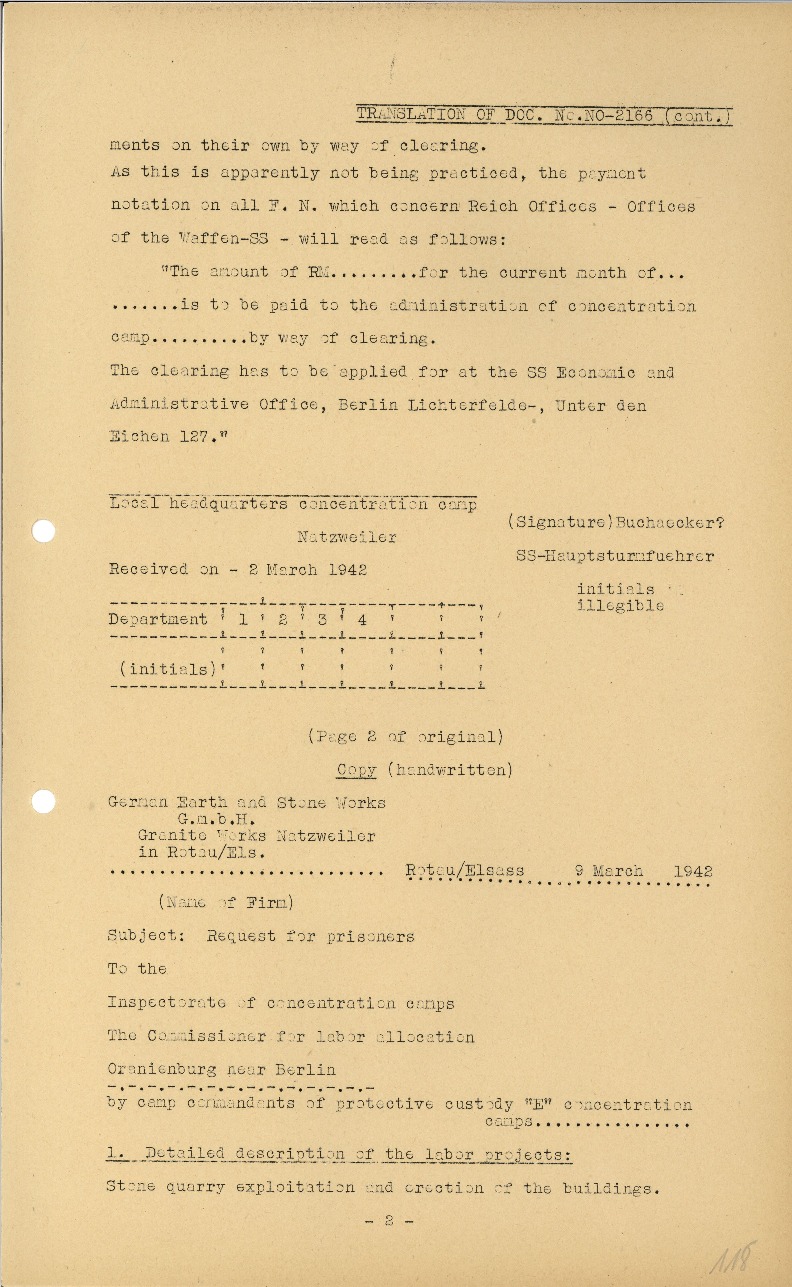 TRANSLATION OF DOC. No.NO-2166 (cont.)
ments on their own by way of clearing.
As this is apparently not being practiced, the payment
notation on all F. N. which concern Reich Offices - Offices
of the Waffen-SS - will read as follows:
"The amount of RM.........for the current month of...
.......is to be paid to the administration of concentration
camp..........by way of clearing.
The clearing has to be applied for at the SS Economic and
Administrative Office, Berlin Lichterfelde-, Unter den
Eichen 127."
Local headquarters concentration camp
(Signature)Buchaecker?
Natzweiler
SS-Hauptsturmfuehrer
Received on - 2 March 1942
initials
illegible
Department ' 1 ' 2 ' 3 ' 4 ' ' '
(initials)' ' ' ' ' ' '
(Page 2 of original)
Copy (handwritten)
German Earth and Stone Works
G.m.b.H.
Granite Works Natzweiler
in Rotau/Els.
............................ Rotau/Elsass 9 March 1942
(Name of Firm)
Subject: Request for prisoners
To the
Inspectorate of concentration camps
The Commissioner for labor allocation
Oranienburg near Berlin
-.-.-.-.-.-.-.-.-.-.-.-.-.-
by camp commandants of protective custody "E" concentration
camps................
1. Detailed description of the labor projects:
Stone quarry exploitation and erection of the buildings.
- 2 -
118